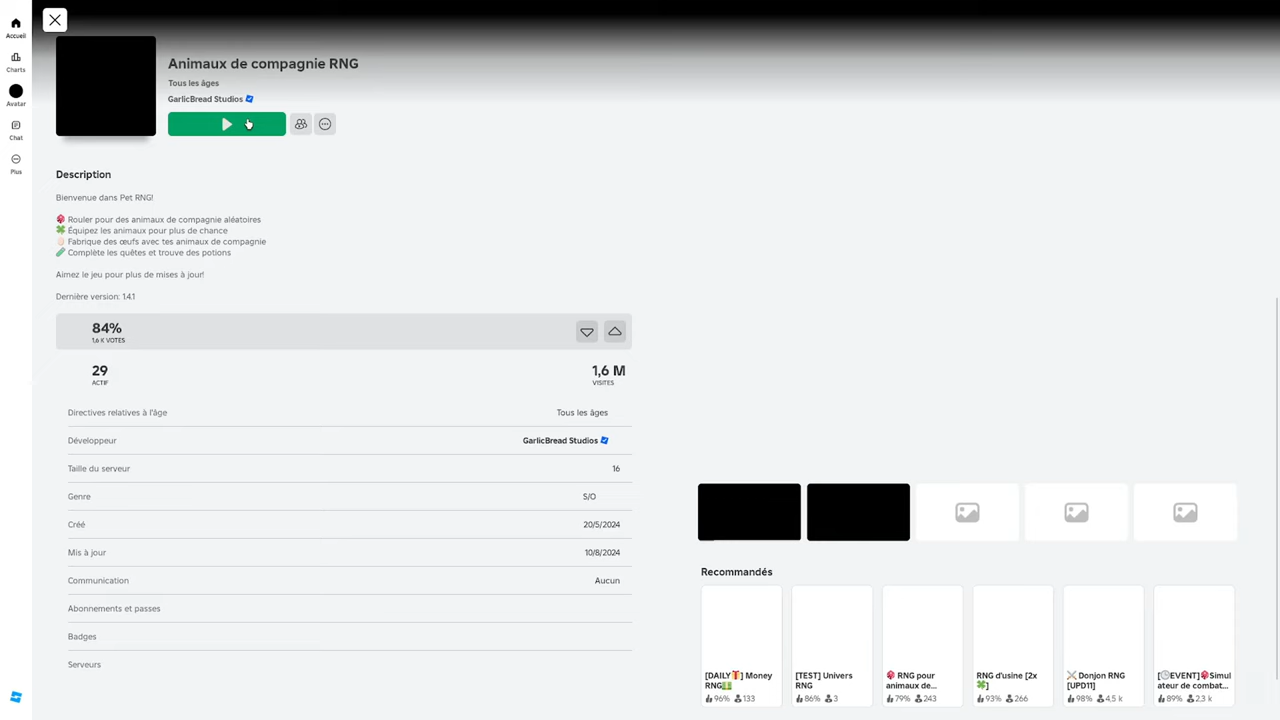 Accueil
Charts
Avatar
Chat
Plus
Animaux de compagnie RNG
Tous les âges
GarlicBread Studios
Description
Bienvenue dans Pet RNG!
Rouler pour des animaux de compagnie aléatoires
🍀 Équipez les animaux pour plus de chance
🥚 Fabrique des œufs avec tes animaux de compagnie
🧪 Complète les quêtes et trouve des potions
Aimez le jeu pour plus de mises à jour!
Dernière version: 1.4.1
84%
1,6 K VOTES
29
ACTIF
1,6 M
VISITES
Directives relatives à l'âge
Tous les âges
Développeur
GarlicBread Studios
Taille du serveur
16
Genre
S/O
Créé
20/5/2024
Mis à jour
10/8/2024
Communication
Aucun
Abonnements et passes
Badges
Serveurs
Recommandés
[DAILY🎁] Money
RNG💵
96% 133
[TEST] Univers
RNG
86% 3
RNG pour
animaux de...
79% 243
RNG d'usine [2x
🍀]
93% 266
⚔️Donjon RNG
[UPD11]
98% 4,5 k
[🕒EVENT]Simul
ateur de combat...
89% 2,3 k